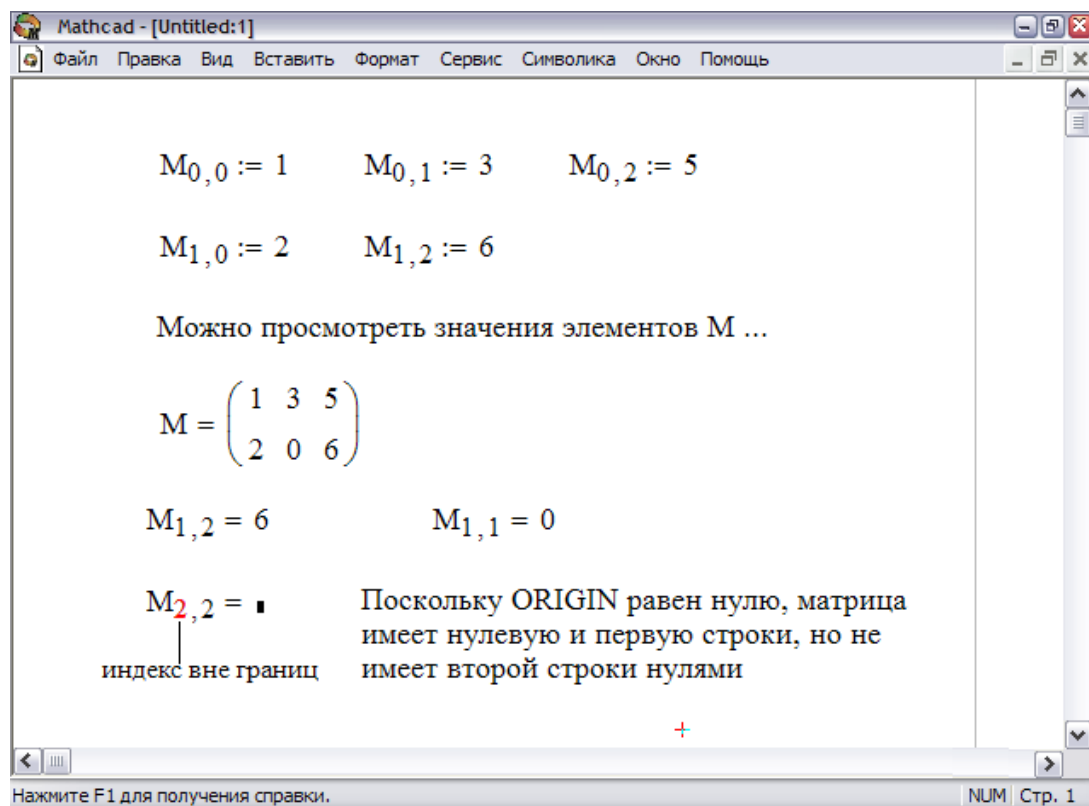 Mathcad - [Untitled:1]
Файл Правка Вид Вставить Формат Сервис Символика Окно Помощь
M0,0 := 1 M0,1 := 3 M0,2 := 5
M1,0 := 2 M1,2 := 6
Можно просмотреть значения элементов M ...
M = (1 3 5
2 0 6)
M1,2 = 6 M1,1 = 0
M2,2 = ▪
индекс вне границ
Поскольку ORIGIN равен нулю, матрица
имеет нулевую и первую строки, но не
имеет второй строки нулями
Нажмите F1 для получения справки. NUM Стр. 1